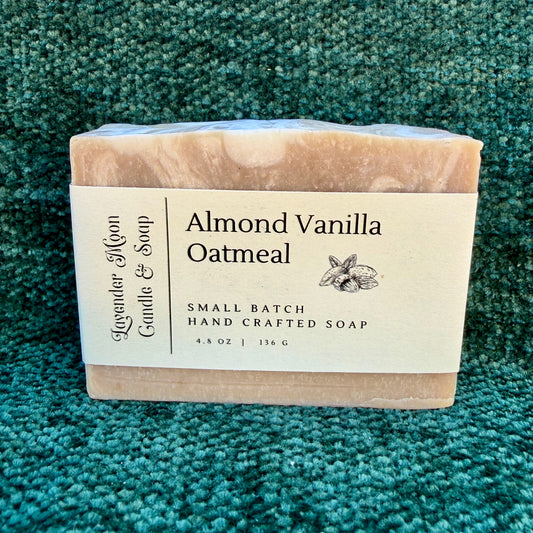 Lavender Moon
Candle & Soap
Almond Vanilla
Oatmeal
SMALL BATCH
HAND CRAFTED SOAP
4.8 OZ | 136 G